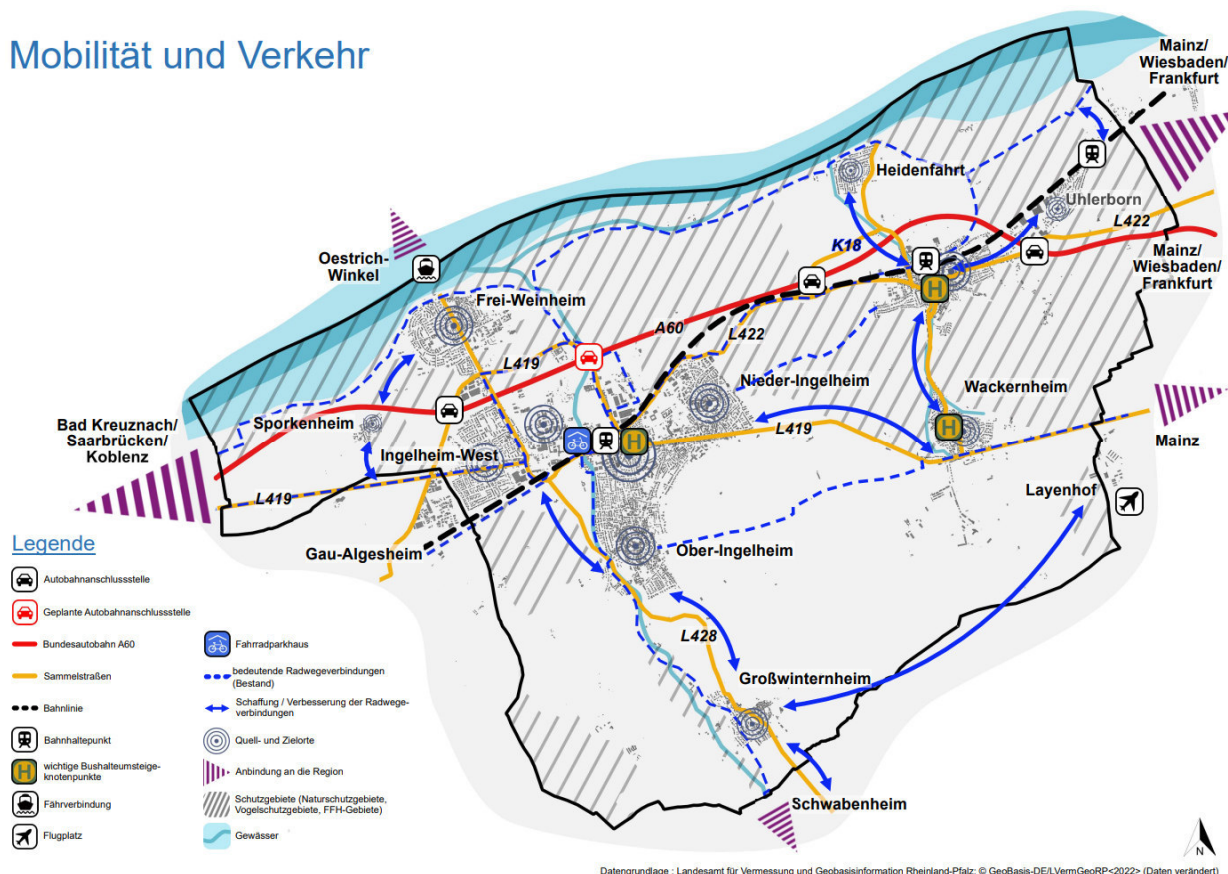 Mobilität und Verkehr
Mainz/
Wiesbaden/
Frankfurt
Heidenfahrt
Uhlerborn
L422
K18
Oestrich-
Winkel
Mainz/
Wiesbaden/
Frankfurt
Frei-Weinheim
A60
L422
L419
Nieder-Ingelheim
Wackernheim
Sporkenheim
Bad Kreuznach/
Saarbrücken/
Koblenz
L419
Mainz
Ingelheim-West
H
H
H
Layenhof
L419
Gau-Algesheim
Ober-Ingelheim
L428
Großwinternheim
Schwabenheim
Legende
Autobahnanschlussstelle
Geplante Autobahnanschlussstelle
Bundesautobahn A60
Sammelstraßen
Bahnlinie
Bahnhaltepunkt
H
wichtige Bushalteumsteige-
knotenpunkte
Fährverbindung
Flugplatz
Fahrradparkhaus
bedeutende Radwegeverbindungen
(Bestand)
Schaffung / Verbesserung der Radwege-
verbindungen
Quell- und Zielorte
Anbindung an die Region
Schutzgebiete (Naturschutzgebiete,
Vogelschutzgebiete, FFH-Gebiete)
Gewässer
N
Datengrundlage : Landesamt für Vermessung und Geobasisinformation Rheinland-Pfalz; © GeoBasis-DE/LVermGeoRP<2022> (Daten verändert)